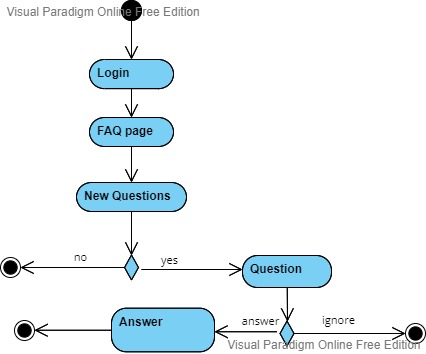 Visual Paradigm Online Free Edition
Login
FAQ page
New Questions
no
yes
Question
Answer
answer
ignore
Visual Paradigm Online Free Edition